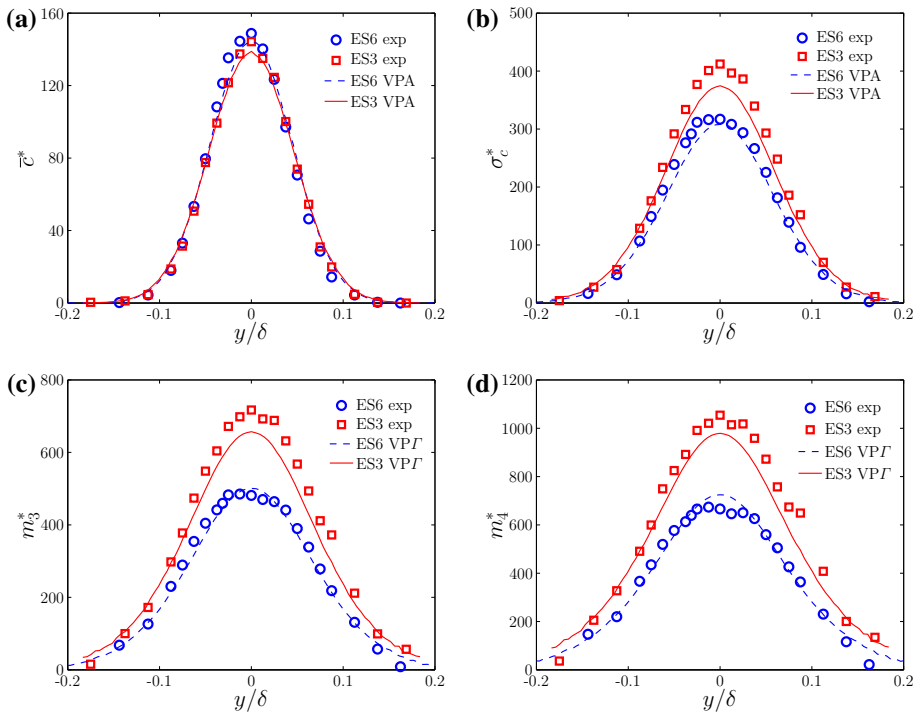 (a)
160
120
80
40
0
c̅*
-0.2 -0.1 0 0.1 0.2
y/δ
ES6 exp
ES3 exp
ES6 VPA
ES3 VPA
(b)
500
400
300
200
100
0
σ*c
-0.2 -0.1 0 0.1 0.2
y/δ
ES6 exp
ES3 exp
ES6 VPA
ES3 VPA
(c)
800
600
400
200
0
m*3
-0.2 -0.1 0 0.1 0.2
y/δ
ES6 exp
ES3 exp
ES6 VPΓ
ES3 VPΓ
(d)
1200
1000
800
600
400
200
0
m*4
-0.2 -0.1 0 0.1 0.2
y/δ
ES6 exp
ES3 exp
ES6 VPΓ
ES3 VPΓ